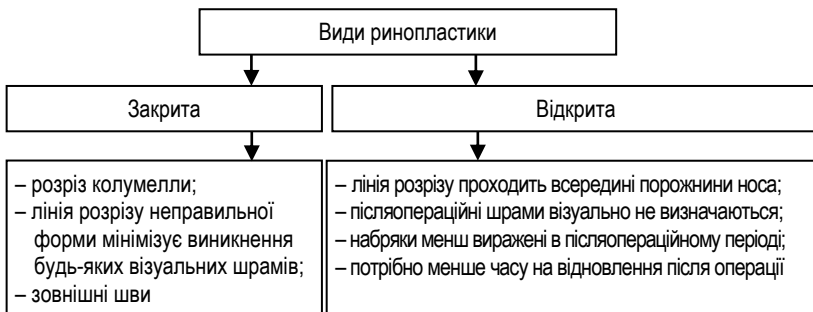 Види ринопластики
Закрита
Відкрита
– розріз колумелли;
– лінія розрізу неправильної
форми мінімізує виникнення
будь-яких візуальних шрамів;
– зовнішні шви
– лінія розрізу проходить всередині порожнини носа;
– післяопераційні шрами візуально не визначаються;
– набряки менш виражені в післяопераційному періоді;
– потрібно менше часу на відновлення після операції